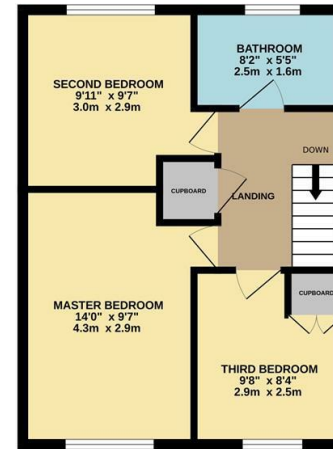 BATHROOM
8'2" x 5'5"
2.5m x 1.6m
SECOND BEDROOM
9'11" x 9'7"
3.0m x 2.9m
DOWN
CUPBOARD
LANDING
CUPBOARD
MASTER BEDROOM
14'0" x 9'7"
4.3m x 2.9m
THIRD BEDROOM
9'8" x 8'4"
2.9m x 2.5m